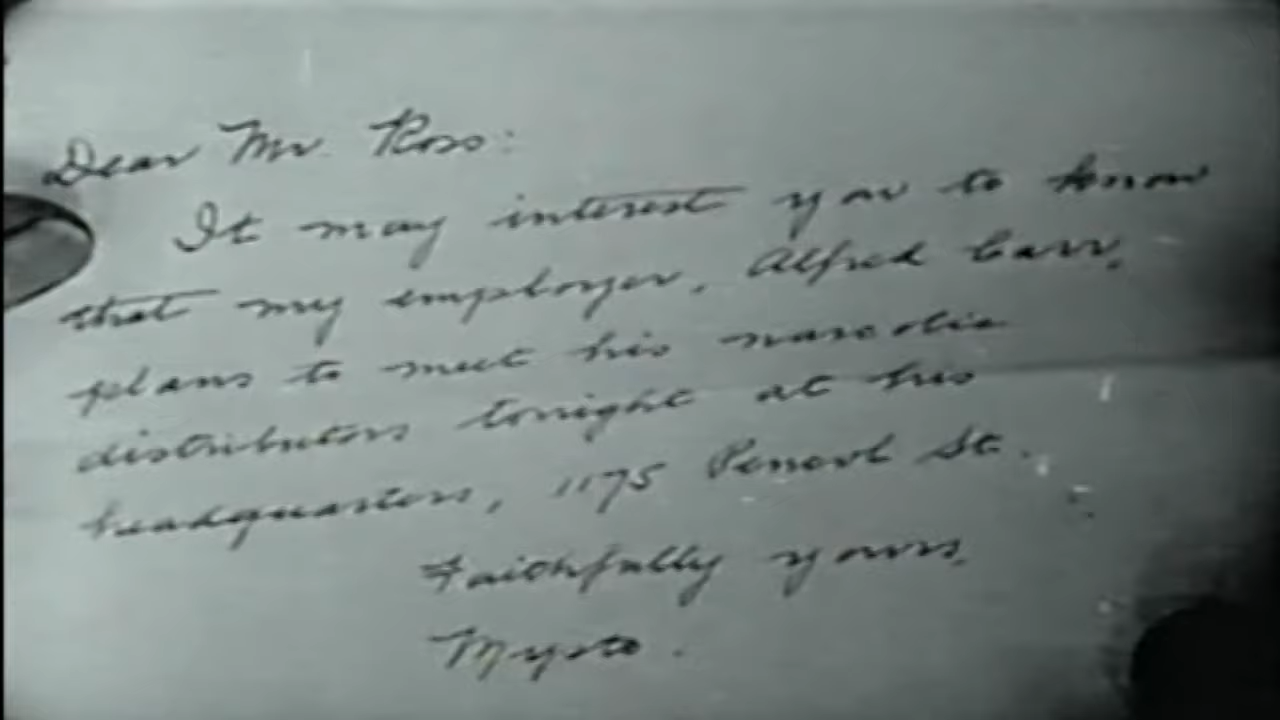 Dear Mr. Ross:
It may interest you to know
that my employer, Alfred Carr,
plans to meet his narcotic
distributors tonight at his
headquarters, 1175 St.
Faithfully yours,
Mysto.